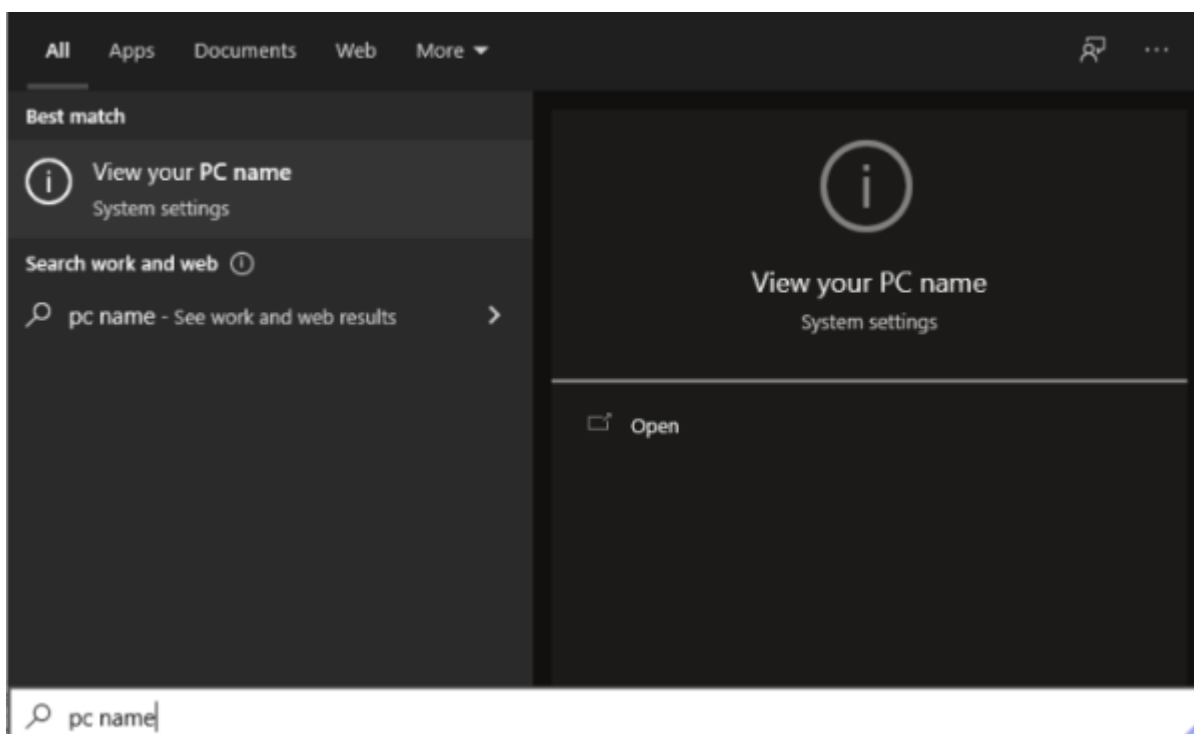 All Apps Documents Web More
Best match
View your PC name
System settings
Search work and web
pc name - See work and web results
View your PC name
System settings
Open
pc name